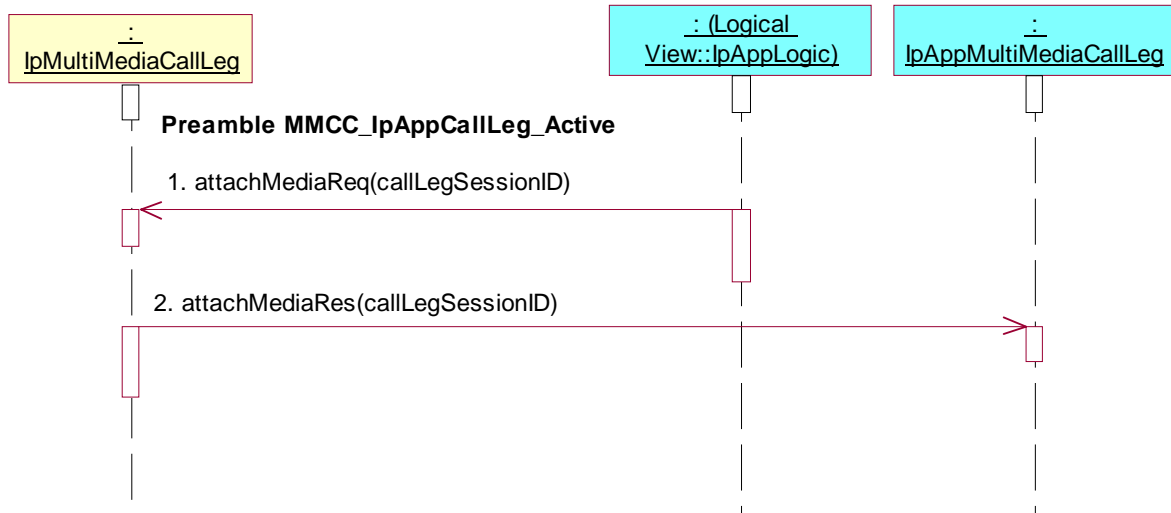 :
IpMultiMediaCallLeg
: (Logical
View::IpAppLogic)
:
IpAppMultiMediaCallLeg
Preamble MMCC_IpAppCallLeg_Active
1. attachMediaReq(callLegSessionID)
2. attachMediaRes(callLegSessionID)